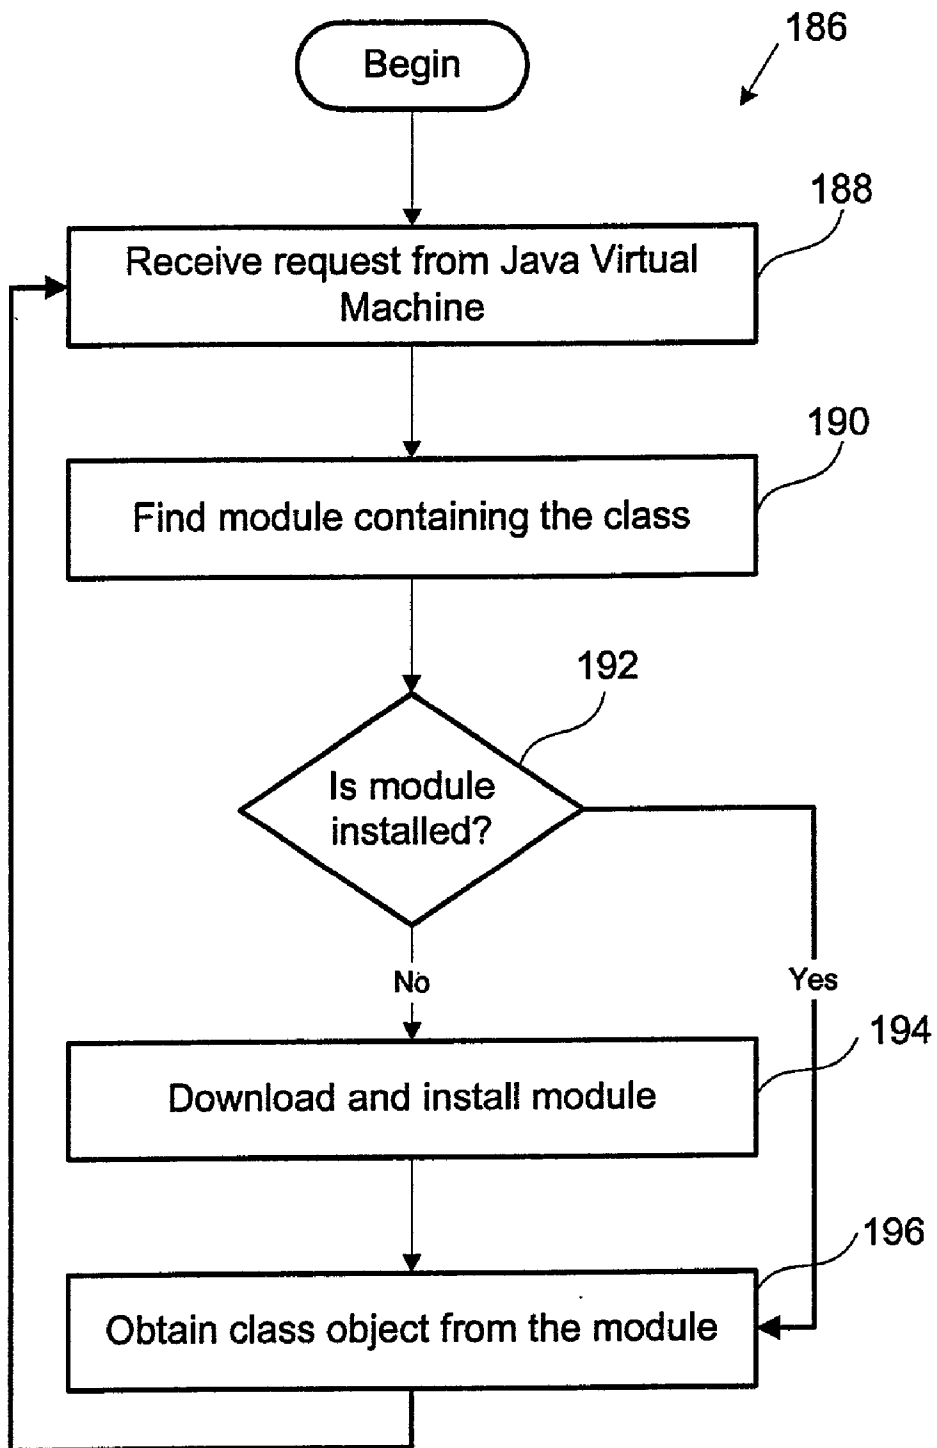 Begin
186
188
Receive request from Java Virtual
Machine
190
Find module containing the class
192
Is module
installed?
No
Yes
194
Download and install module
196
Obtain class object from the module